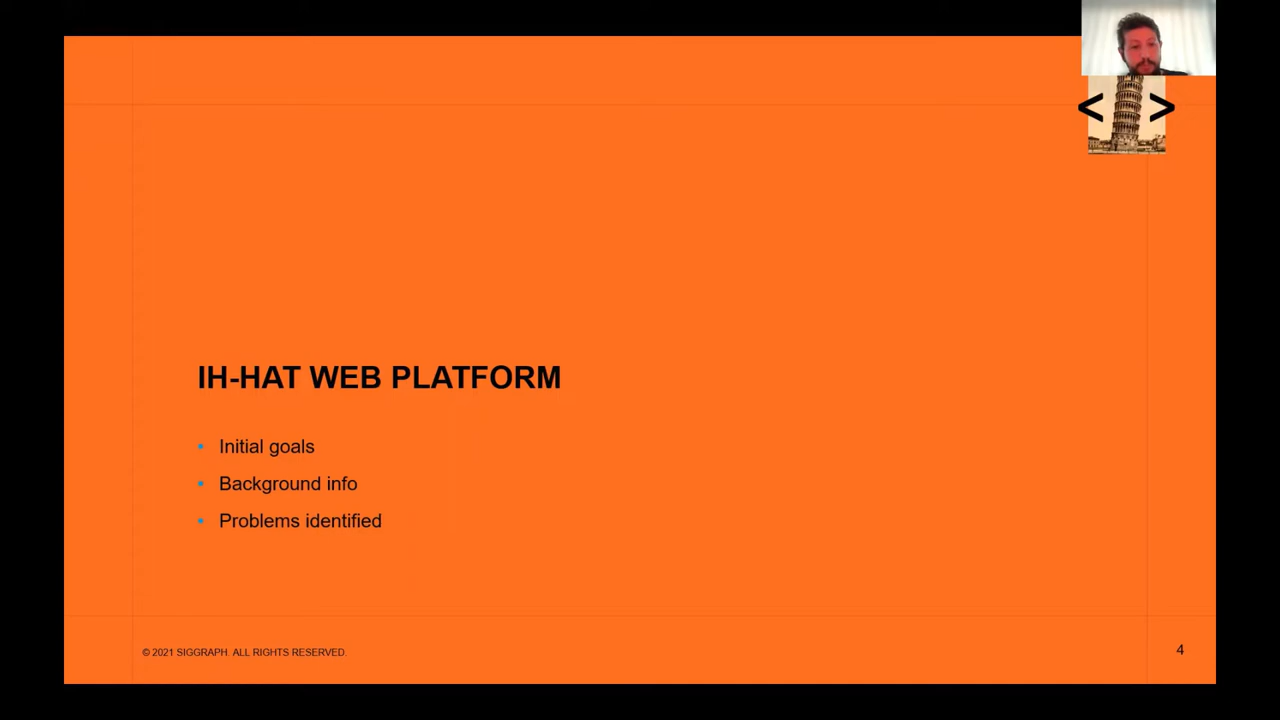 < >
IH-HAT WEB PLATFORM
• Initial goals
• Background info
• Problems identified
© 2021 SIGGRAPH. ALL RIGHTS RESERVED.
4